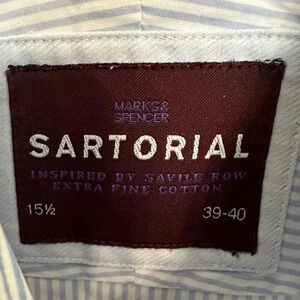 MARKS&
SPENCER
SARTORIAL
INSPIRED BY SAVILE ROW
EXTRA FINE COTTON
15½ 39-40